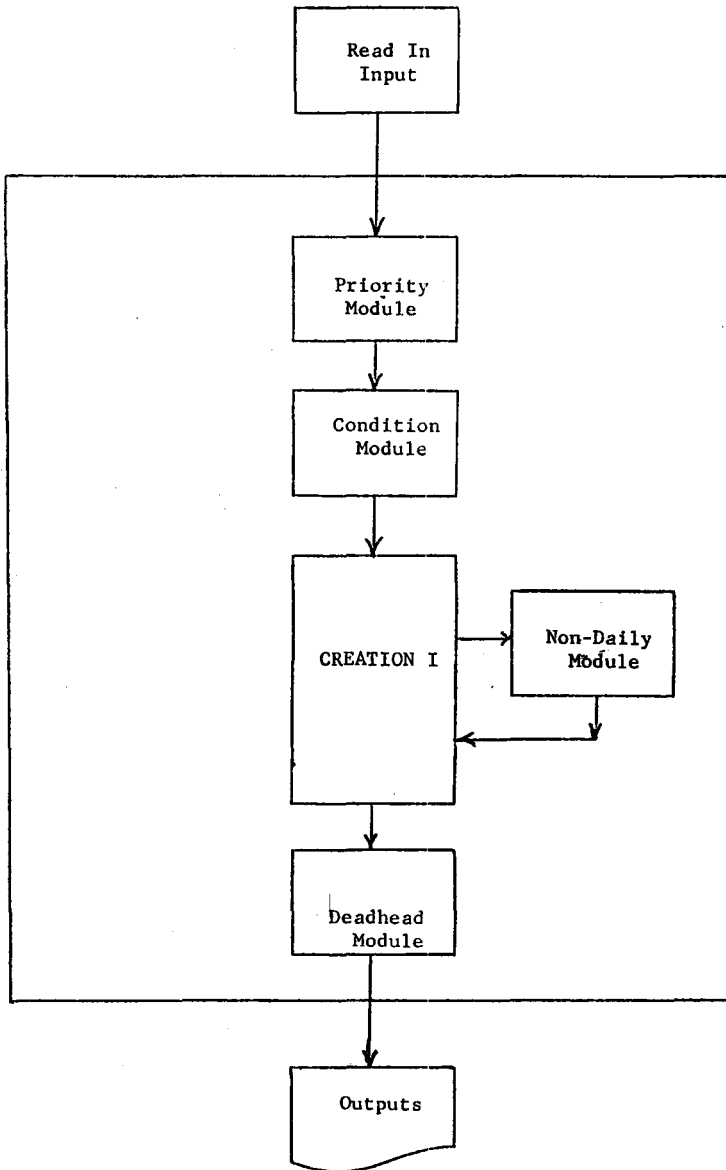 Read In
Input
Priority
Module
Condition
Module
CREATION I
Non-Daily
Module
Deadhead
Module
Outputs